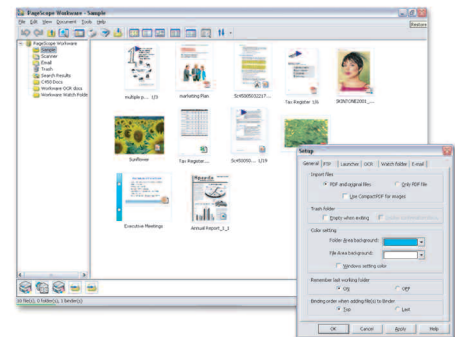 PageScope Workware - Sample
File Edit View Document Tools Help
Restore
PageScope Workware
Sample
Scanner
Email
Trash
Search Results
C450 Docs
Workware OCR docs
Workware Watch Folde
multiple p... 1/3
marketing Plan
Tax-Register 1/6
SKINTONE2001_...
Sunflower
Tax-Register...
1/19
Executive Meetings
Annual Report_1_1
10 file(s), 0 folder(s), 1 binder(s)
Setup
General
Launcher
OCR
Watch folder
E-mail
Import files
PDF and original files
Only PDF file
Use CompactPDF for images
Trash folder
Empty when exiting
Color setting
Folder Area background:
File Area background:
Windows setting color
Remember last working folder
On
Off
Binding order when adding file(s) to Binder
Top
Last
OK
Cancel
Apply
Help